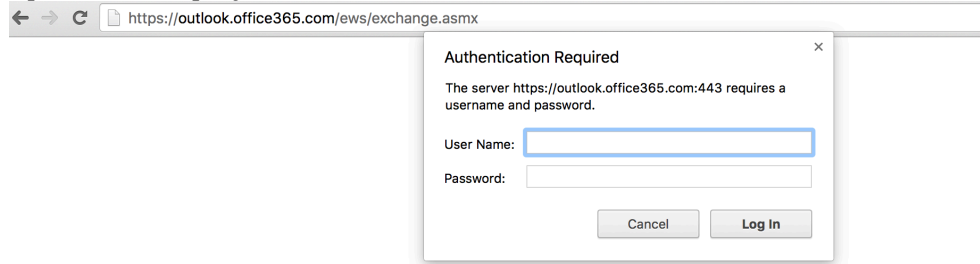 https://outlook.office365.com/ews/exchange.asmx
Authentication Required
The server https://outlook.office365.com:443 requires a
username and password.
User Name:
Password:
Cancel Log In